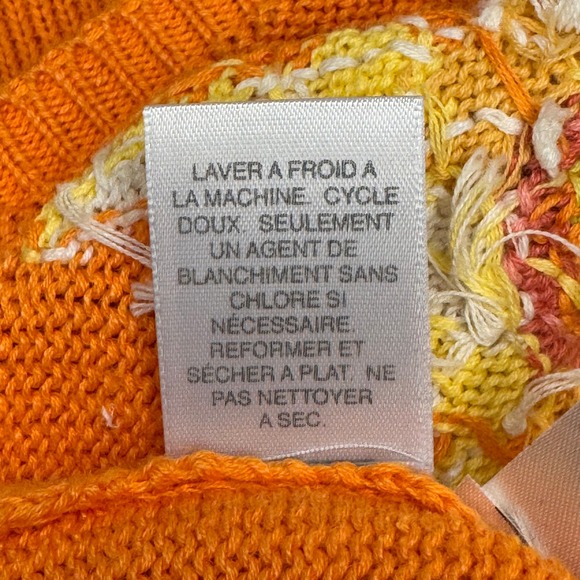 LAVER A FROID A
LA MACHINE. CYCLE
DOUX. SEULEMENT
UN AGENT DE
BLANCHIMENT SANS
CHLORE SI
NÉCESSAIRE.
REFORMER ET
SÉCHER A PLAT. NE
PAS NETTOYER
A SEC.